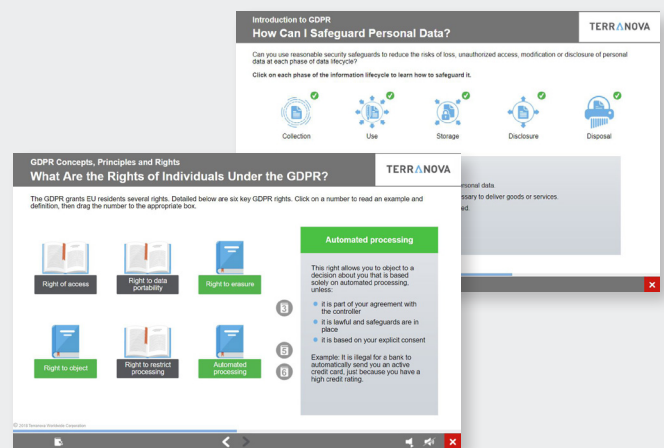 Introduction to GDPR
How Can I Safeguard Personal Data?
TERRANOVA
Can you use reasonable security safeguards to reduce the risks of loss, unauthorized access, modification or disclosure of personal
data at each phase of data lifecycle?
Click on each phase of the information lifecycle to learn how to safeguard it.
Collection
Use
Storage
Disclosure
Disposal
personal data.
necessary to deliver goods or services.
GDPR Concepts, Principles and Rights
What Are the Rights of Individuals Under the GDPR?
TERRANOVA
The GDPR grants EU residents several rights. Detailed below are six key GDPR rights. Click on a number to read an example and
definition, then drag the number to the appropriate box.
Right of access
Right to data
portability
Right to erasure
Right to object
Right to restrict
processing
Automated
processing
3
5
6
Automated processing
This right allows you to object to a
decision about you that is based
solely on automated processing,
unless:
it is part of your agreement with
the controller
it is lawful and safeguards are in
place
it is based on your explicit consent
Example: It is illegal for a bank to
automatically send you an active
credit card, just because you have a
high credit rating.